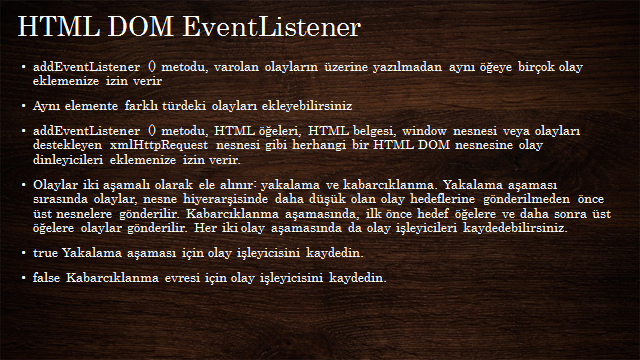 HTML DOM EventListener
• addEventListener () metodu, varolan olayların üzerine yazılmadan aynı öğeye birçok olay
eklemenize izin verir
• Aynı elemente farklı türdeki olayları ekleyebilirsiniz
• addEventListener () metodu, HTML öğeleri, HTML belgesi, window nesnesi veya olayları
destekleyen xmlHttpRequest nesnesi gibi herhangi bir HTML DOM nesnesine olay
dinleyicileri eklemenize izin verir.
• Olaylar iki aşamalı olarak ele alınır: yakalama ve kabarcıklanma. Yakalama aşaması
sırasında olaylar, nesne hiyerarşisinde daha düşük olan olay hedeflerine gönderilmeden önce
üst nesnelere gönderilir. Kabarcıklanma aşamasında, ilk önce hedef öğelere ve daha sonra üst
öğelere olaylar gönderilir. Her iki olay aşamasında da olay işleyicileri kaydedebilirsiniz.
• true Yakalama aşaması için olay işleyicisini kaydedin.
• false Kabarcıklanma evresi için olay işleyicisini kaydedin.